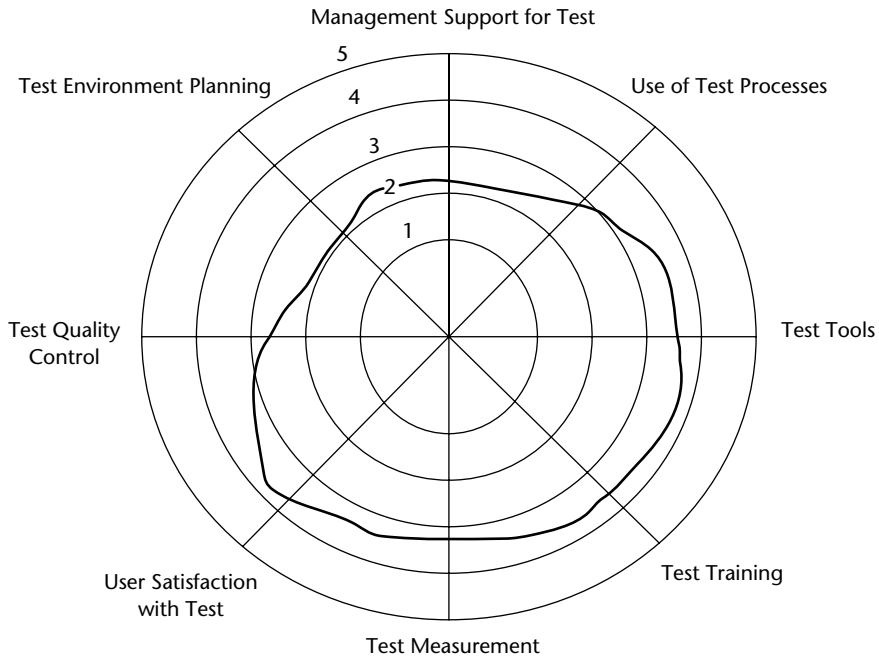 Management Support for Test
5
Test Environment Planning
Use of Test Processes
4
3
2
1
Test Quality
Control
Test Tools
User Satisfaction
with Test
Test Training
Test Measurement